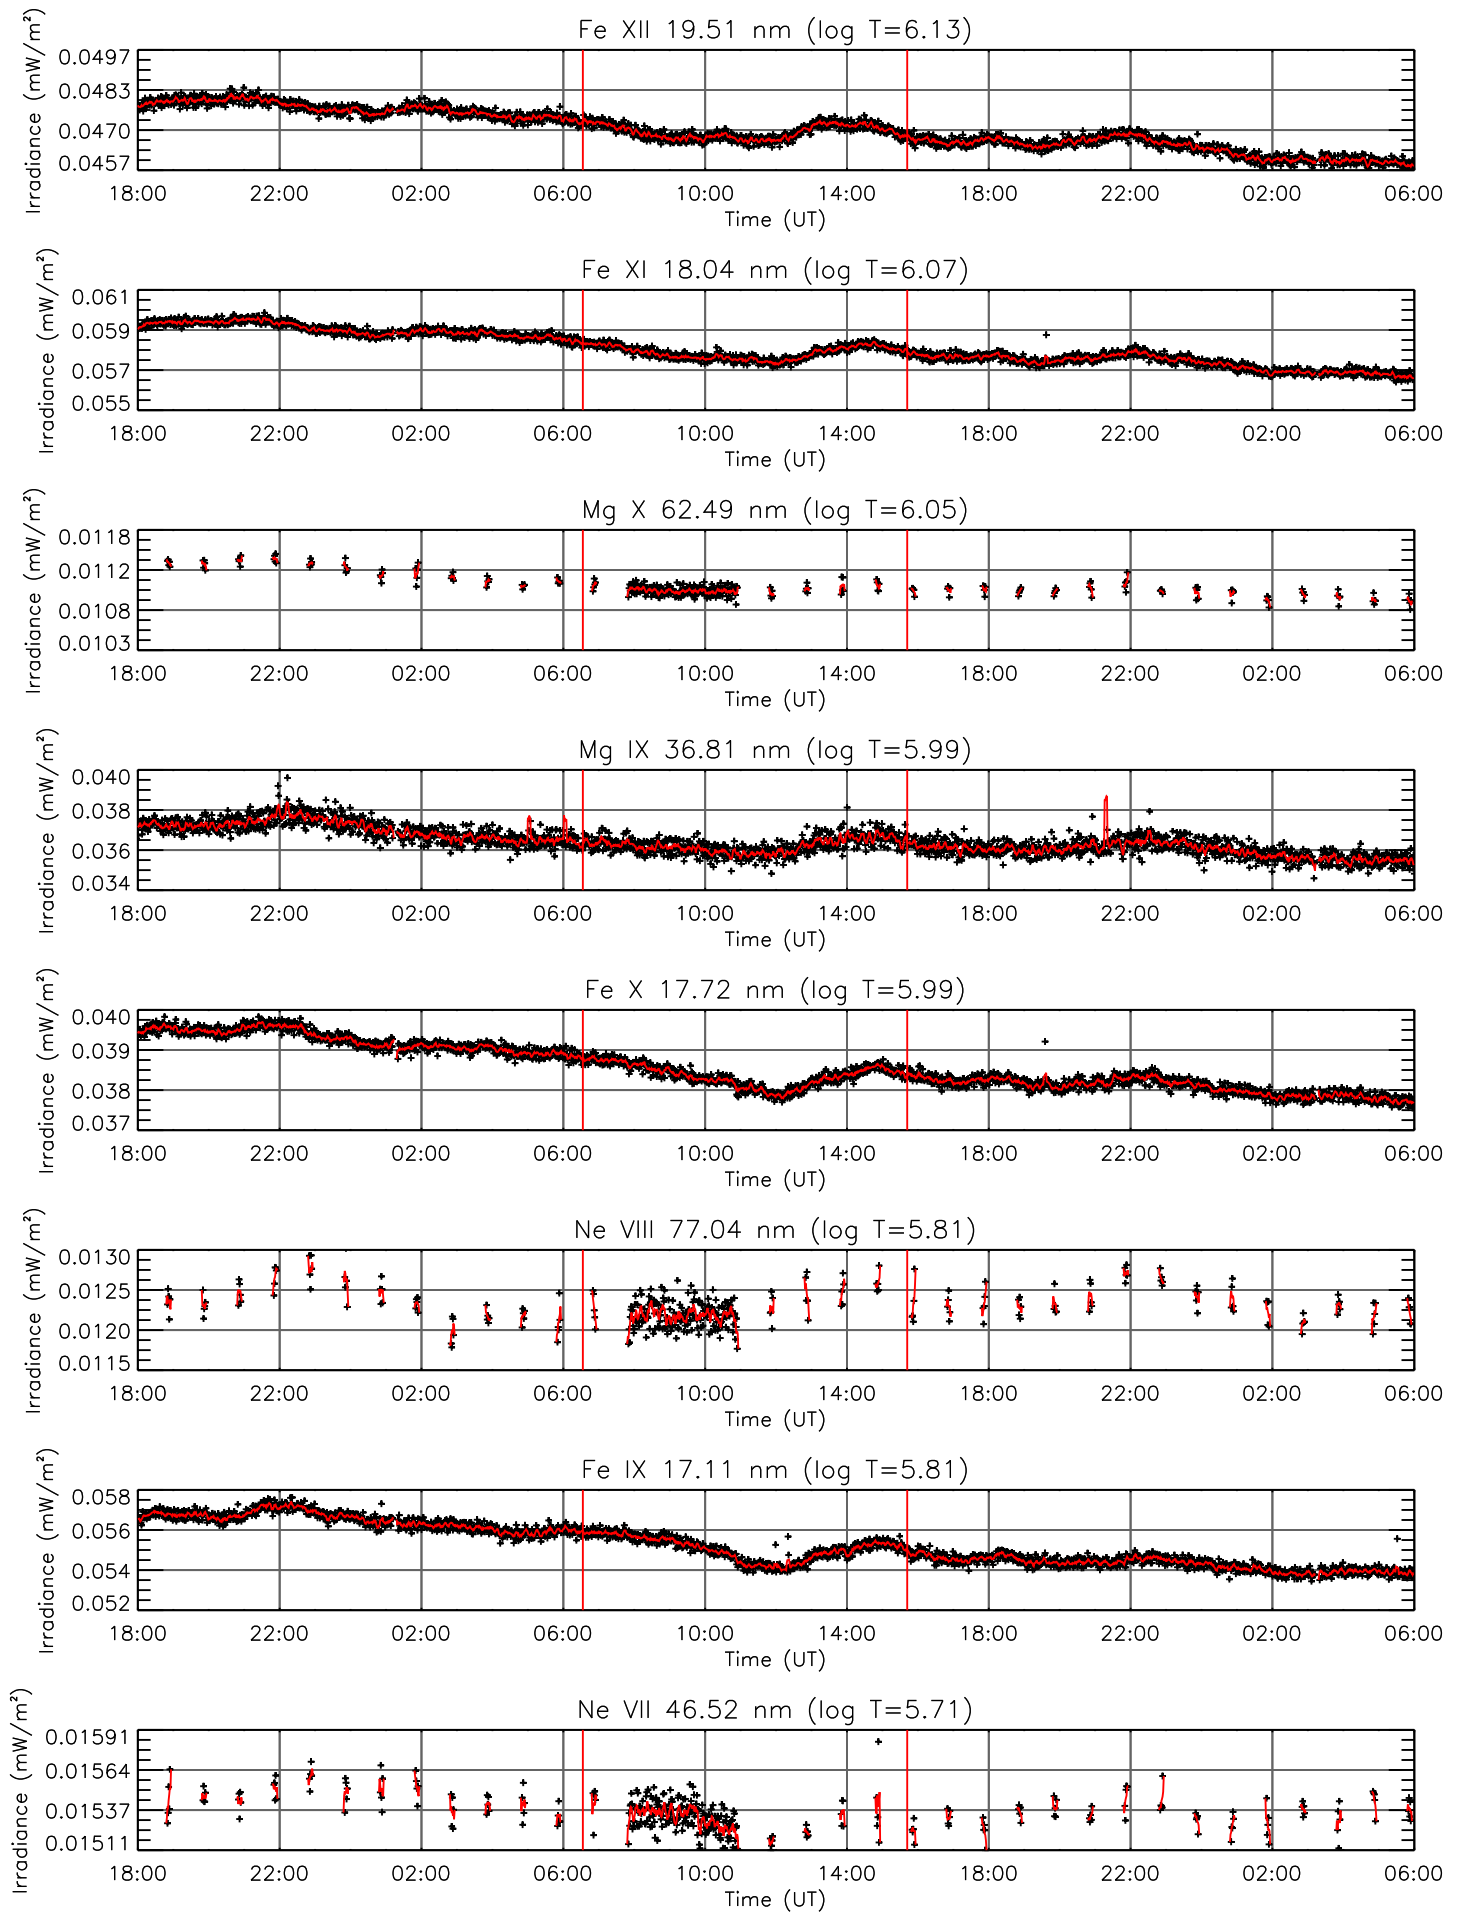 Fe XII 19.51 nm (log T=6.13)
Irradiance (mW/m²)
0.0497
0.0483
0.0470
0.0457
18:00 22:00 02:00 06:00 10:00 14:00 18:00 22:00 02:00 06:00
Time (UT)
Fe XI 18.04 nm (log T=6.07)
Irradiance (mW/m²)
0.061
0.059
0.057
0.055
18:00 22:00 02:00 06:00 10:00 14:00 18:00 22:00 02:00 06:00
Time (UT)
Mg X 62.49 nm (log T=6.05)
Irradiance (mW/m²)
0.0118
0.0112
0.0108
0.0103
18:00 22:00 02:00 06:00 10:00 14:00 18:00 22:00 02:00 06:00
Time (UT)
Mg IX 36.81 nm (log T=5.99)
Irradiance (mW/m²)
0.040
0.038
0.036
0.034
18:00 22:00 02:00 06:00 10:00 14:00 18:00 22:00 02:00 06:00
Time (UT)
Fe X 17.72 nm (log T=5.99)
Irradiance (mW/m²)
0.040
0.039
0.038
0.037
18:00 22:00 02:00 06:00 10:00 14:00 18:00 22:00 02:00 06:00
Time (UT)
Ne VIII 77.04 nm (log T=5.81)
Irradiance (mW/m²)
0.0130
0.0125
0.0120
0.0115
18:00 22:00 02:00 06:00 10:00 14:00 18:00 22:00 02:00 06:00
Time (UT)
Fe IX 17.11 nm (log T=5.81)
Irradiance (mW/m²)
0.058
0.056
0.054
0.052
18:00 22:00 02:00 06:00 10:00 14:00 18:00 22:00 02:00 06:00
Time (UT)
Ne VII 46.52 nm (log T=5.71)
Irradiance (mW/m²)
0.01591
0.01564
0.01537
0.01511
18:00 22:00 02:00 06:00 10:00 14:00 18:00 22:00 02:00 06:00
Time (UT)